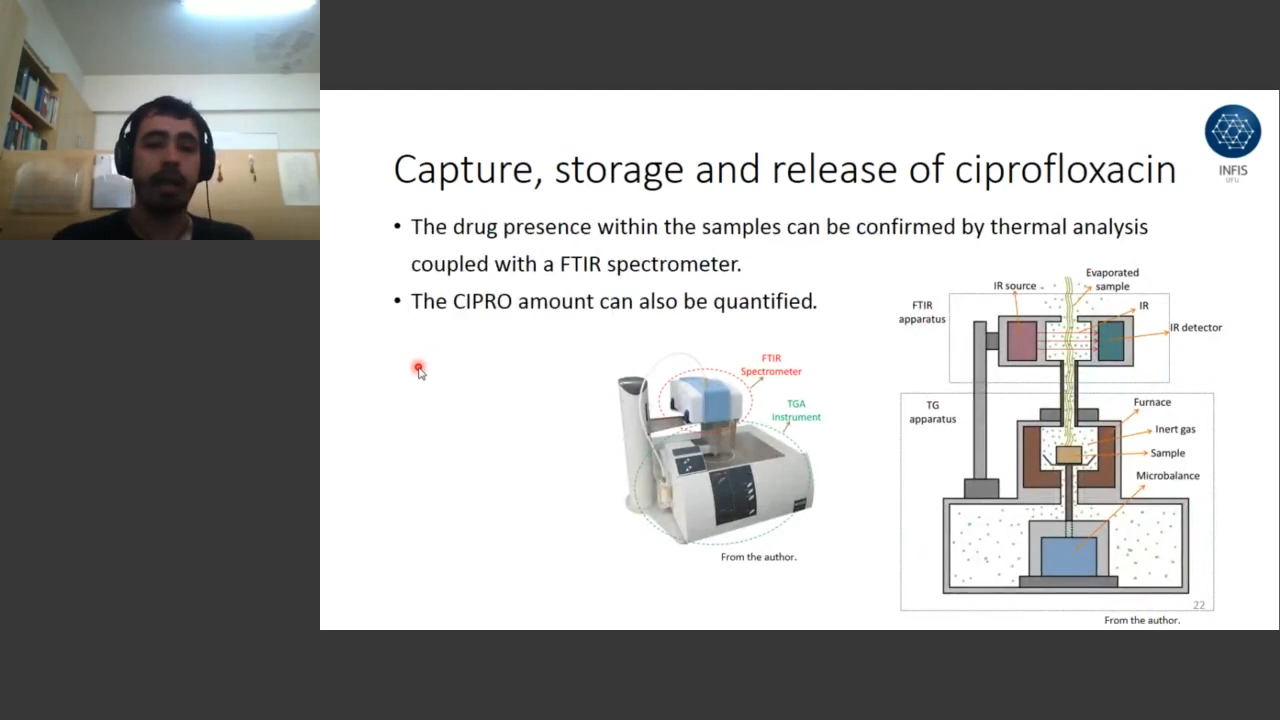 INFIS
UFU
Capture, storage and release of ciprofloxacin
• The drug presence within the samples can be confirmed by thermal analysis
coupled with a FTIR spectrometer.
• The CIPRO amount can also be quantified.
FTIR
Spectrometer
TGA
Instrument
From the author.
Evaporated
sample
IR source
IR
FTIR
apparatus
IR detector
TG
apparatus
Furnace
Inert gas
Sample
Microbalance
22
From the author.